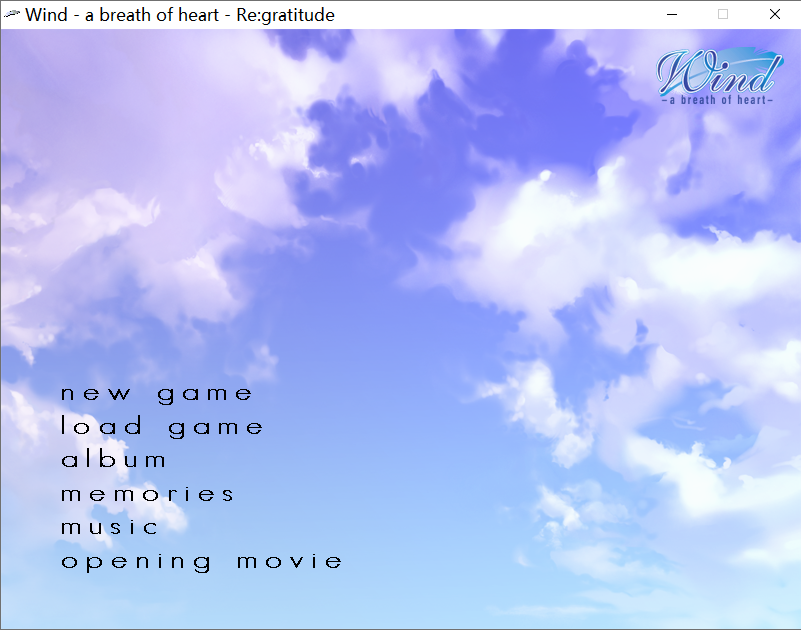 Wind - a breath of heart - Re:gratitude
Wind
-a breath of heart-
new game
load game
album
memories
music
opening movie